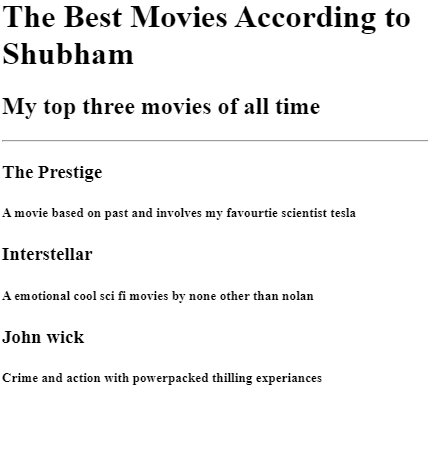 The Best Movies According to
Shubham
My top three movies of all time
The Prestige
A movie based on past and involves my favourtie scientist tesla
Interstellar
A emotional cool sci fi movies by none other than nolan
John wick
Crime and action with powerpacked thilling experiances